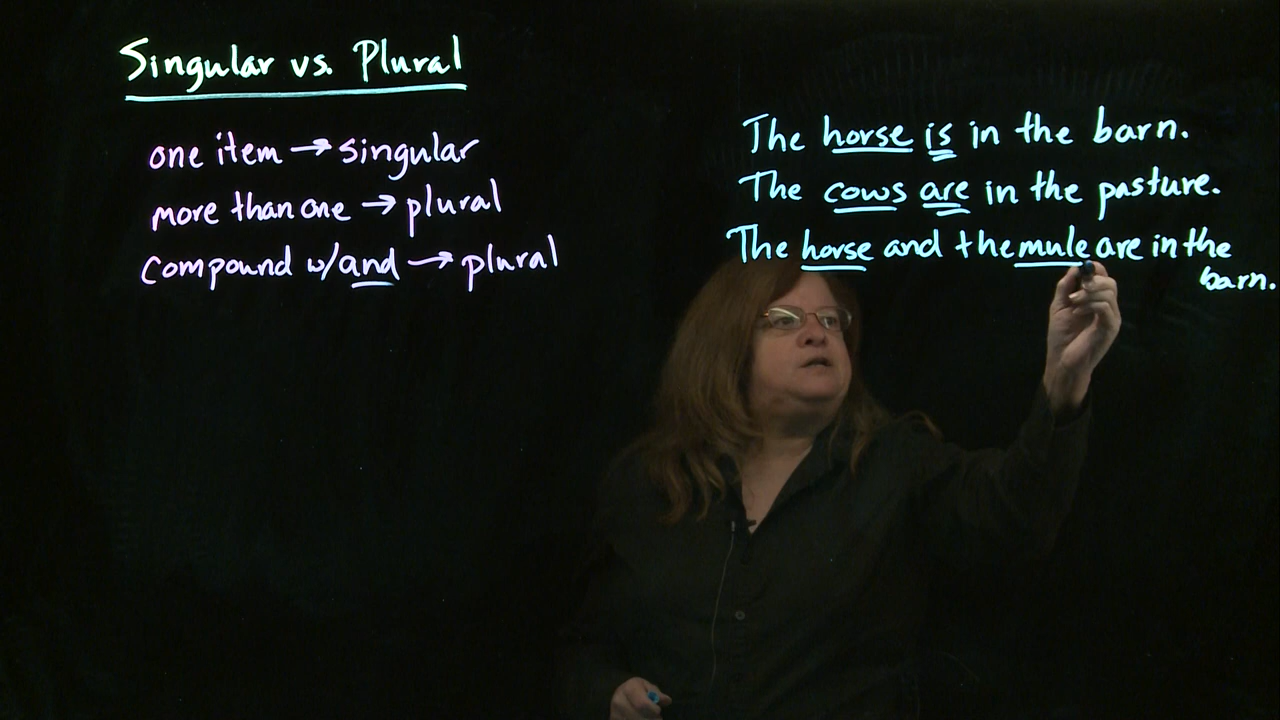 Singular vs. Plural
one item → singular
more than one → plural
compound w/and → plural
The horse is in the barn.
The cows are in the pasture.
The horse and the mule are in the
barn.